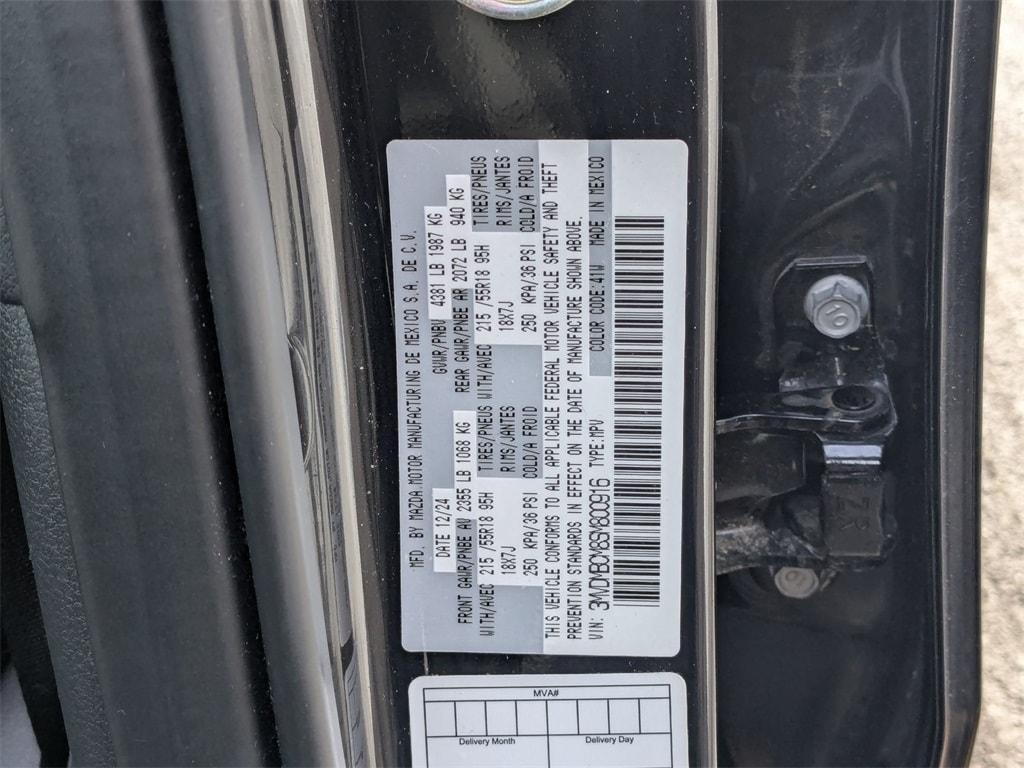 MFD. BY MAZDA MOTOR MANUFACTURING DE MEXICO S.A. DE C.V.
DATE 12/24 GVWR/PNBV 4381 LB 1987 KG
FRONT GAWR/PNBE AV 2355 LB 1068 KG REAR GAWR/PNBE AR 2072 LB 940 KG
WITH/AVEC 215 /55R18 95H TIRES/PNEUS WITH/AVEC 215 /55R18 95H TIRES/PNEUS
18X7J RIMS/JANTES 18X7J RIMS/JANTES
250 KPA/36 PSI COLD/A FROID 250 KPA/36 PSI COLD/A FROID
THIS VEHICLE CONFORMS TO ALL APPLICABLE FEDERAL MOTOR VEHICLE SAFETY AND THEFT
PREVENTION STANDARDS IN EFFECT ON THE DATE OF MANUFACTURE SHOWN ABOVE.
VIN: 3MVDMBCM8SM800916 TYPE:MPV COLOR CODE:41W MADE IN MEXICO
MVA#
Delivery Month Delivery Day
10